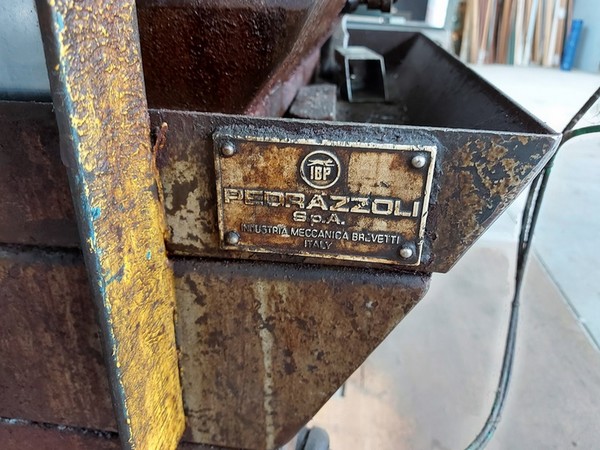 IBP
PEDRAZZOLI
S.p.A.
INDUSTRIA MECCANICA BREVETTI
ITALY